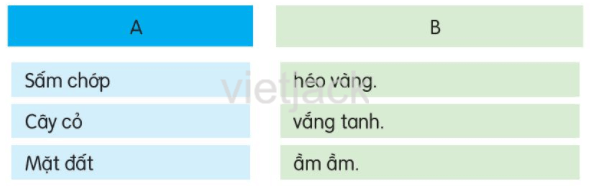 A B
Sấm chớp héo vàng.
Cây cỏ vắng tanh.
Mặt đất ầm ầm.
vietjack